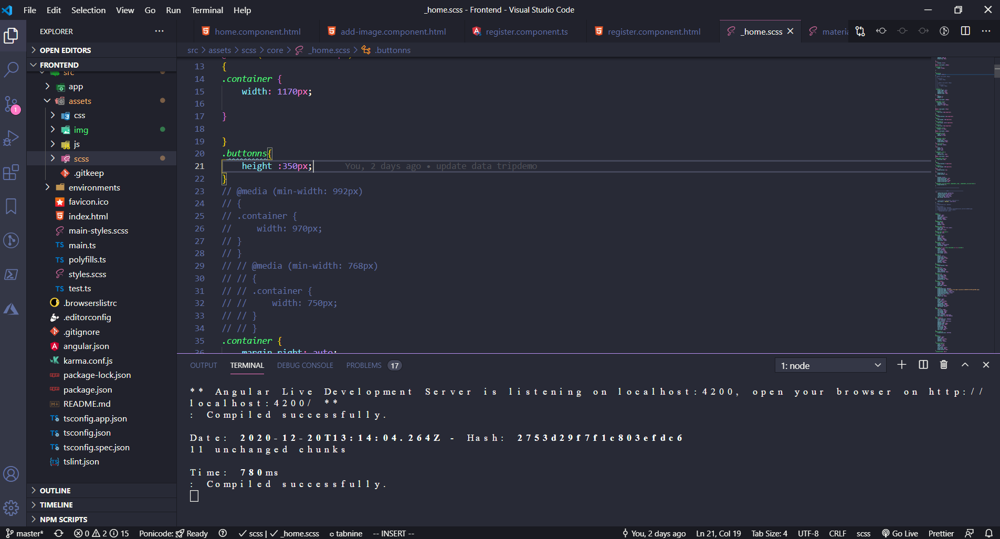 File Edit Selection View Go Run Terminal Help
_home.scss - Frontend - Visual Studio Code
EXPLORER
home.component.html
add-image.component.html
register.component.ts
register.component.html
_home.scss
materia
OPEN EDITORS
FRONTEND
src
app
assets
css
img
js
scss
.gitkeep
environments
favicon.ico
index.html
main-styles.scss
main.ts
polyfills.ts
styles.scss
test.ts
.browserslistrc
.editorconfig
.gitignore
angular.json
karma.conf.js
package-lock.json
package.json
README.md
tsconfig.app.json
tsconfig.json
tsconfig.spec.json
tslint.json
OUTLINE
TIMELINE
NPM SCRIPTS
src > assets > scss > core > _home.scss > .buttonns
13 {
14 .container {
15 width: 1170px;
16
17 }
18
19 }
20 .buttonns{
21 height :350px; You, 2 days ago • update data tripdemo
22 }
23 // @media (min-width: 992px)
24 // {
25 // .container {
26 // width: 970px;
27 // }
28 // }
29 // // @media (min-width: 768px)
30 // // {
31 // // .container {
32 // // width: 750px;
33 // // }
34 // // }
35 .container {
36 margin-right: auto;
OUTPUT TERMINAL DEBUG CONSOLE PROBLEMS 17
1: node
** Angular Live Development Server is listening on localhost:4200, open your browser on http://
localhost:4200/ **
: Compiled successfully.
Date: 2020-12-20T13:14:04.264Z - Hash: 2753d29f7f1c803efdc6
11 unchanged chunks
Time: 780ms
: Compiled successfully.
1
master* 0 2 15 Ponicode: Ready scss | _home.scss tabnine -- INSERT --
You, 2 days ago Ln 21, Col 19 Tab Size: 4 UTF-8 CRLF scss Go Live Prettier